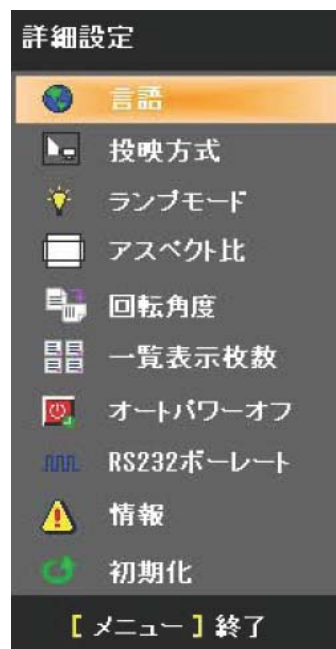 詳細設定
言語
投映方式
ランプモード
アスペクト比
回転角度
一覧表示枚数
オートパワーオフ
RS232ボーレート
情報
初期化
[メニュー] 終了